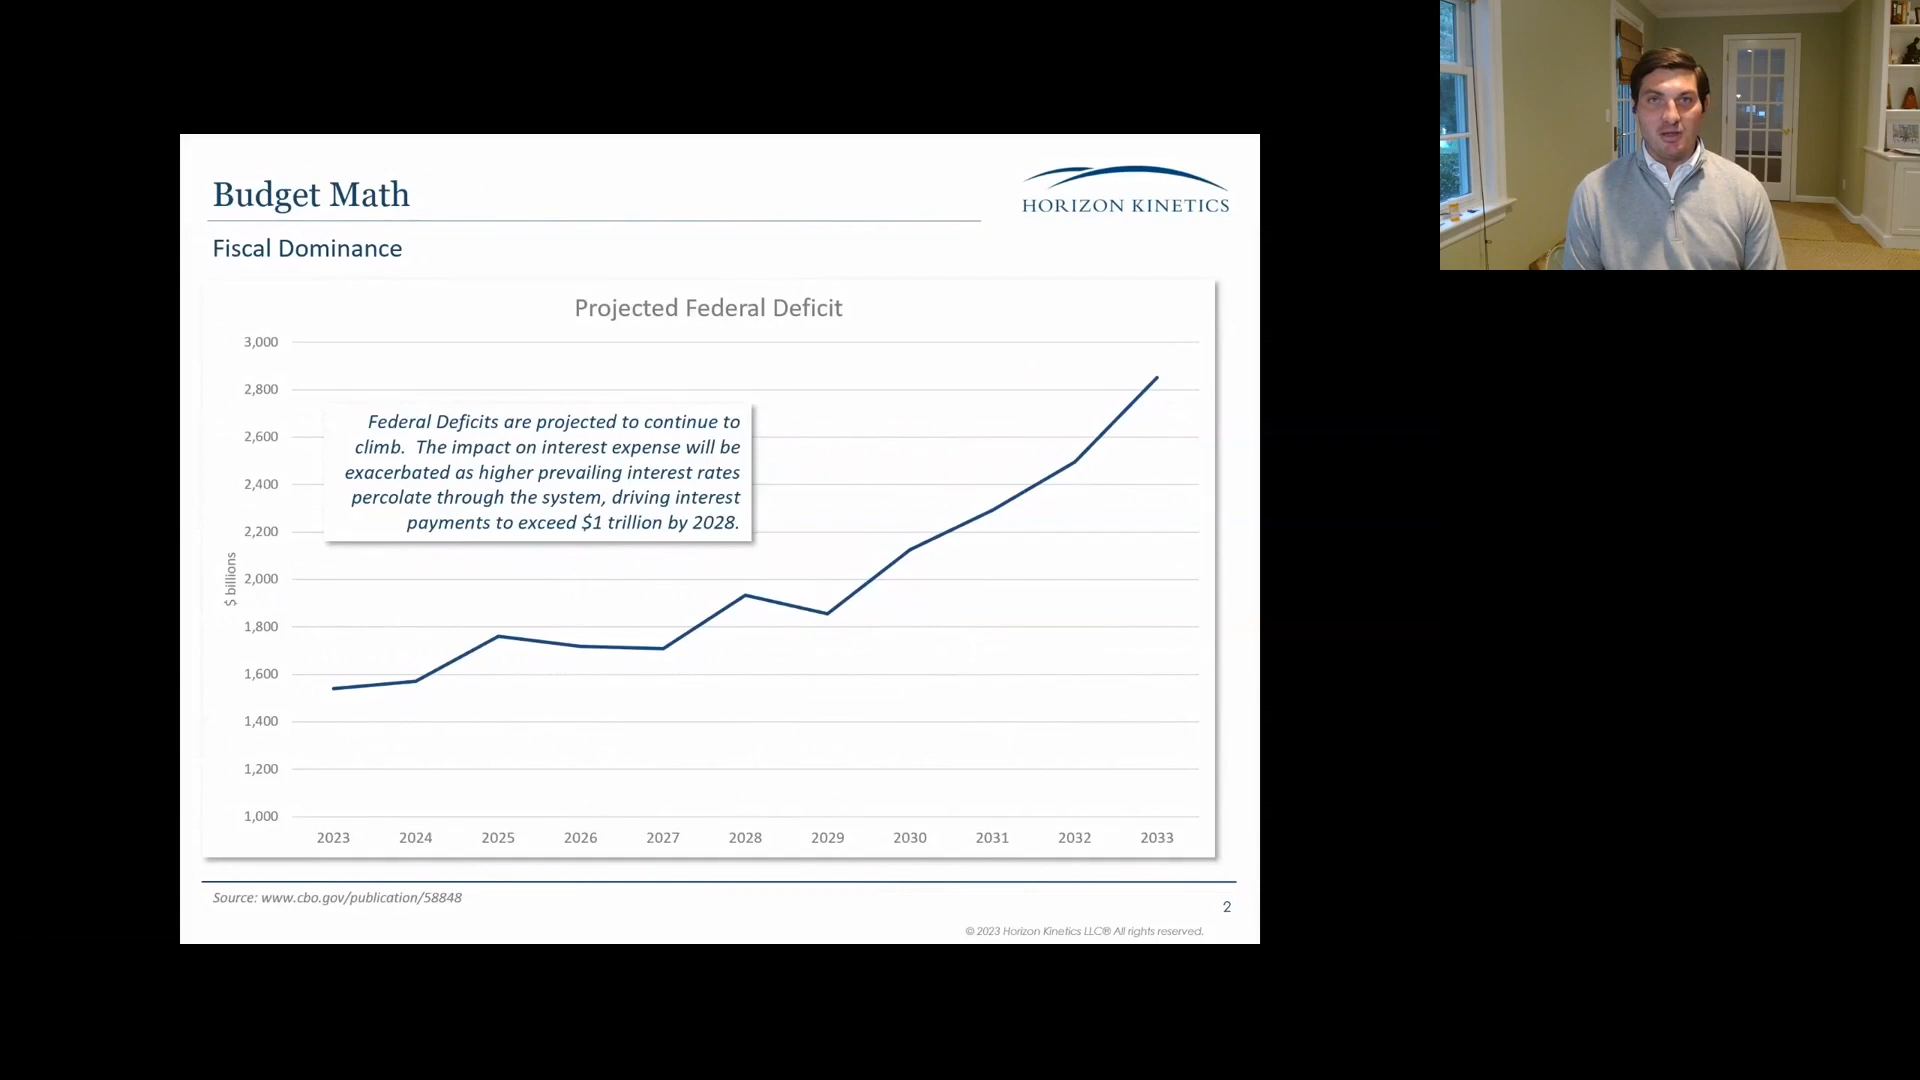 Budget Math
HORIZON KINETICS
Fiscal Dominance
Projected Federal Deficit
3,000
2,800
2,600
2,400
2,200
2,000
1,800
1,600
1,400
1,200
1,000
$ billions
Federal Deficits are projected to continue to
climb.  The impact on interest expense will be
exacerbated as higher prevailing interest rates
percolate through the system, driving interest
payments to exceed $1 trillion by 2028.
2023 2024 2025 2026 2027 2028 2029 2030 2031 2032 2033
Source: www.cbo.gov/publication/58848
2
© 2023 Horizon Kinetics LLC® All rights reserved.